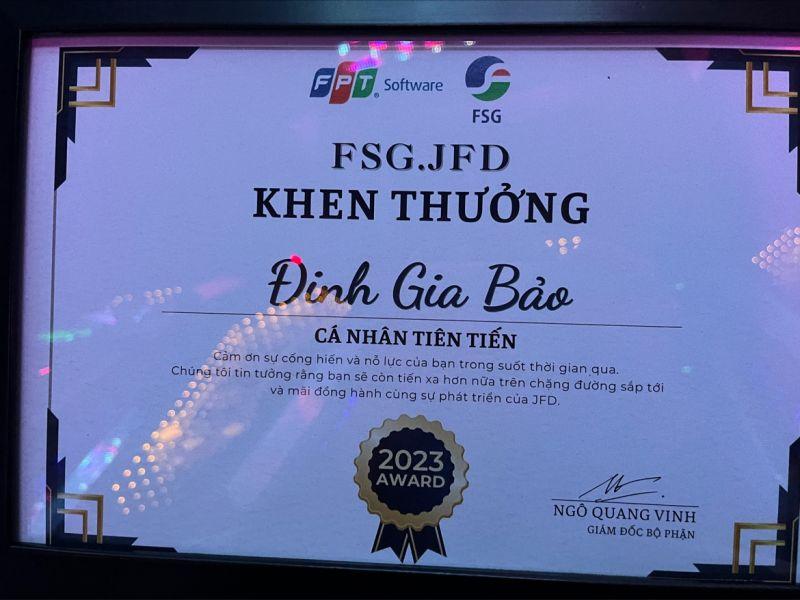 FPT Software
FSG
FSG.JFD
KHEN THƯỞNG
Đinh Gia Bảo
CÁ NHÂN TIÊN TIẾN
Cảm ơn sự cống hiến và nỗ lực của bạn trong suốt thời gian qua.
Chúng tôi tin tưởng rằng bạn sẽ còn tiến xa hơn nữa trên chặng đường sắp tới
và mãi đồng hành cùng sự phát triển của JFD.
2023
AWARD
NGÔ QUANG VINH
GIÁM ĐỐC BỘ PHẬN